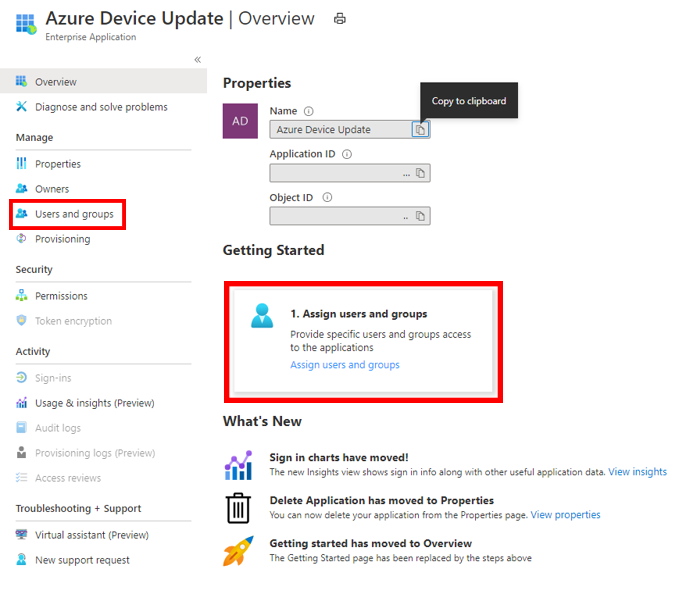 Azure Device Update | Overview
Enterprise Application
«
Overview
Diagnose and solve problems
Manage
Properties
Owners
Users and groups
Provisioning
Security
Permissions
Token encryption
Activity
Sign-ins
Usage & insights (Preview)
Audit logs
Provisioning logs (Preview)
Access reviews
Troubleshooting + Support
Virtual assistant (Preview)
New support request
Properties
Copy to clipboard
AD
Name
Azure Device Update
Application ID
...
Object ID
..
Getting Started
1. Assign users and groups
Provide specific users and groups access
to the applications
Assign users and groups
What's New
Sign in charts have moved!
The new Insights view shows sign in info along with other useful application data. View insights
Delete Application has moved to Properties
You can now delete your application from the Properties page. View properties
Getting started has moved to Overview
The Getting Started page has been replaced by the steps above